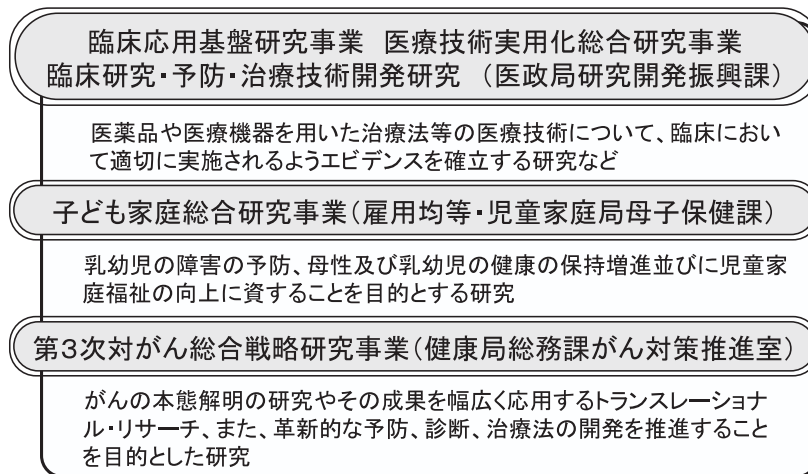 臨床応用基盤研究事業 医療技術実用化総合研究事業
臨床研究・予防・治療技術開発研究 （医政局研究開発振興課）
医薬品や医療機器を用いた治療法等の医療技術について、臨床におい
て適切に実施されるようエビデンスを確立する研究など
子ども家庭総合研究事業（雇用均等・児童家庭局母子保健課）
乳幼児の障害の予防、母性及び乳幼児の健康の保持増進並びに児童家
庭福祉の向上に資することを目的とする研究
第３次対がん総合戦略研究事業（健康局総務課がん対策推進室）
がんの本態解明の研究やその成果を幅広く応用するトランスレーショナ
ル・リサーチ、また、革新的な予防、診断、治療法の開発を推進すること
を目的とした研究